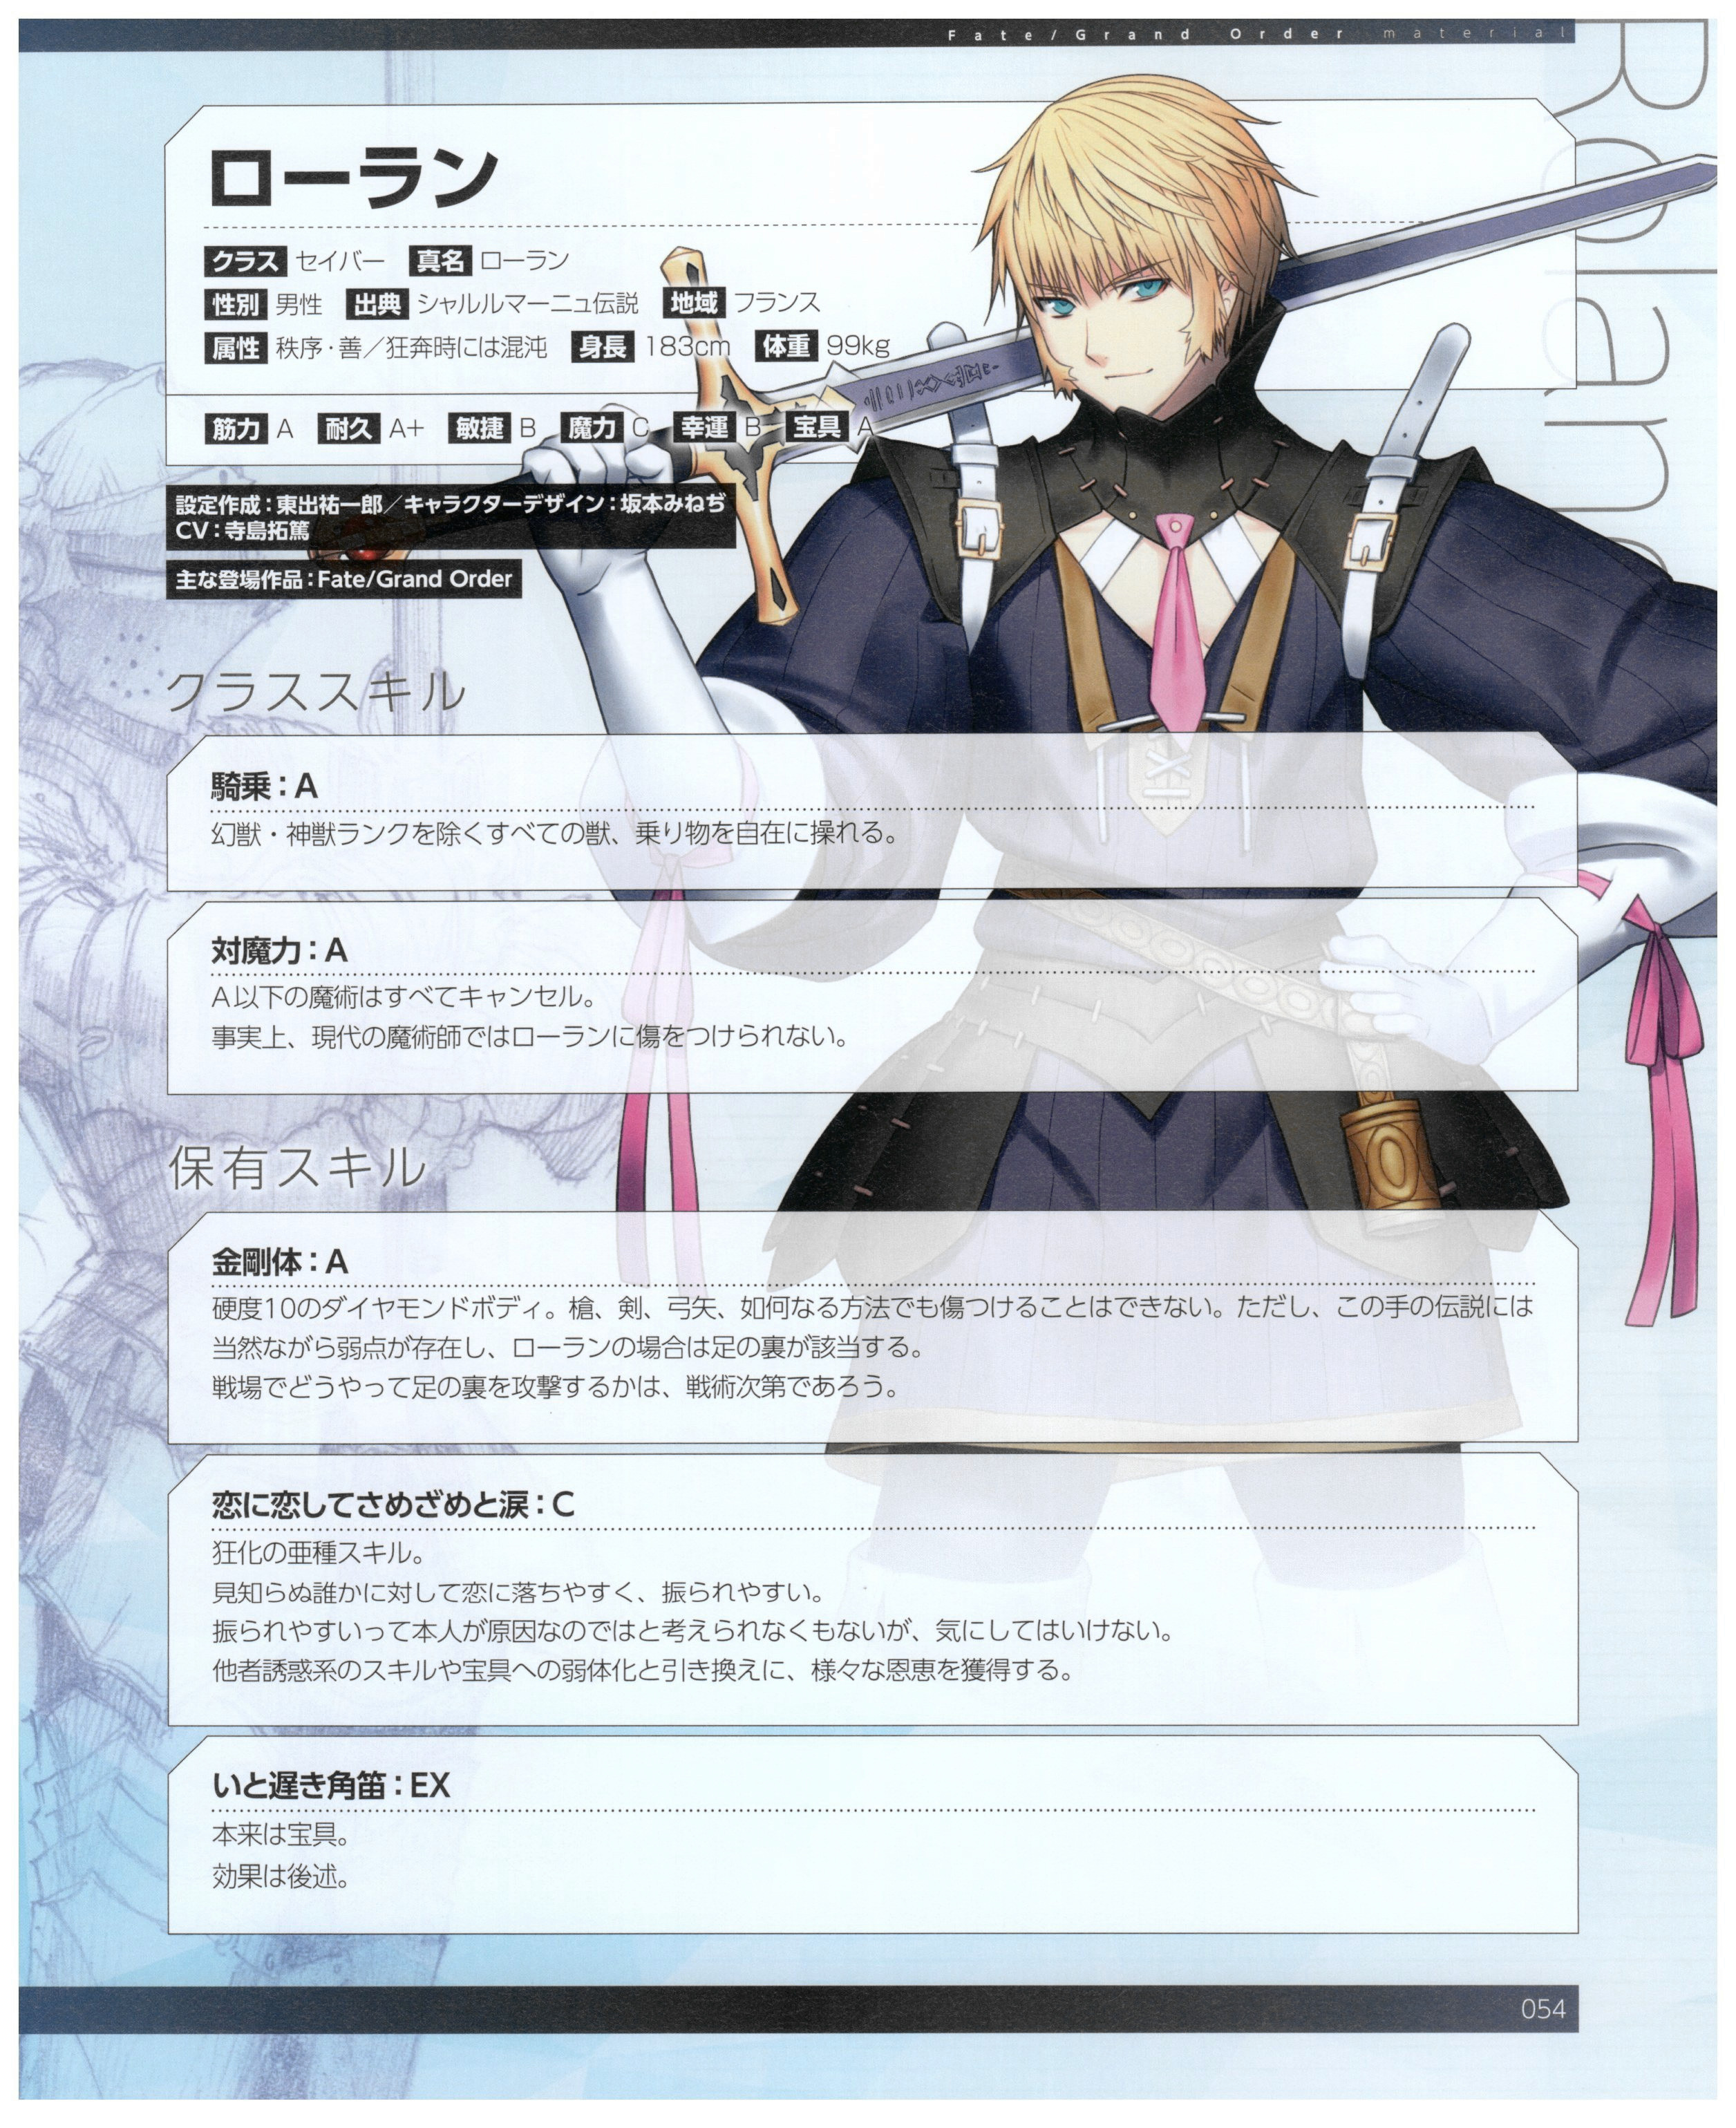 Fate/Grand Order material
Roland
ローラン
クラス セイバー 真名 ローラン
性別 男性 出典 シャルルマーニュ伝説 地域 フランス
属性 秩序・善／狂奔時には混沌 身長 183cm 体重 99kg
筋力 A 耐久 A+ 敏捷 B 魔力 C 幸運 B 宝具 A
設定作成：東出祐一郎／キャラクターデザイン：坂本みねぢ
CV：寺島拓篤
主な登場作品：Fate/Grand Order
クラススキル
騎乗：A
幻獣・神獣ランクを除くすべての獣、乗り物を自在に操れる。
対魔力：A
A以下の魔術はすべてキャンセル。
事実上、現代の魔術師ではローランに傷をつけられない。
保有スキル
金剛体：A
硬度10のダイヤモンドボディ。槍、剣、弓矢、如何なる方法でも傷つけることはできない。ただし、この手の伝説には
当然ながら弱点が存在し、ローランの場合は足の裏が該当する。
戦場でどうやって足の裏を攻撃するかは、戦術次第であろう。
恋に恋してさめざめと涙：C
狂化の亜種スキル。
見知らぬ誰かに対して恋に落ちやすく、振られやすい。
振られやすいって本人が原因なのではと考えられなくもないが、気にしてはいけない。
他者誘惑系のスキルや宝具への弱体化と引き換えに、様々な恩恵を獲得する。
いと遅き角笛：EX
本来は宝具。
効果は後述。
054